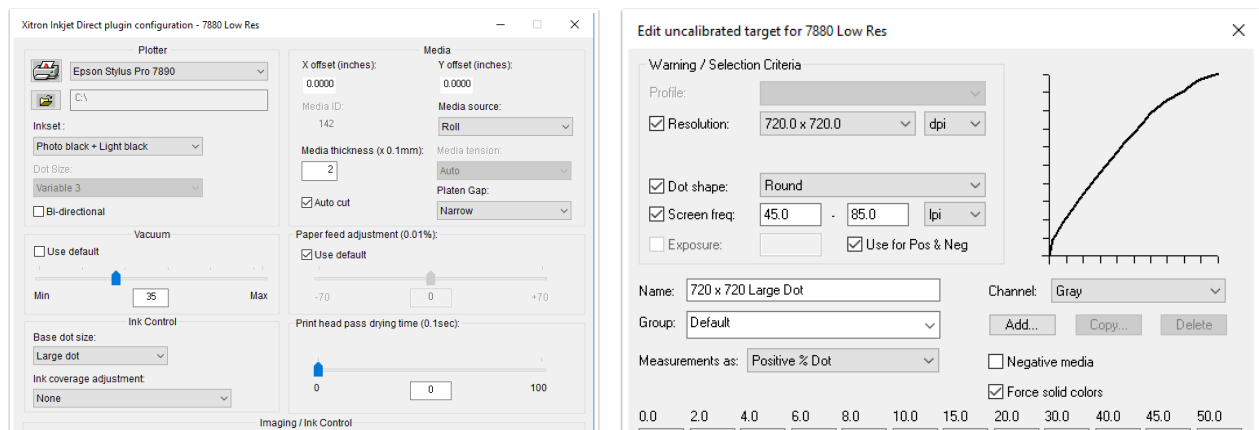 Xitron Inkjet Direct plugin configuration - 7880 Low Res
Plotter
Epson Stylus Pro 7890
C:\
Inkset :
Photo black + Light black
Dot Size:
Variable 3
Bi-directional
Media
X offset (inches):
Y offset (inches):
0.0000
0.0000
Media ID:
Media source:
142
Roll
Media thickness (x 0.1mm):
Media tension:
2
Auto
Platen Gap:
Auto cut
Narrow
Vacuum
Use default
Min
35
Max
Paper feed adjustment (0.01%):
Use default
-70
0
+70
Ink Control
Base dot size:
Large dot
Ink coverage adjustment:
None
Print head pass drying time (0.1sec):
0
0
100
Imaging / Ink Control
Edit uncalibrated target for 7880 Low Res
Warning / Selection Criteria
Profile:
Resolution:
720.0 x 720.0
dpi
Dot shape:
Round
Screen freq:
45.0
-
85.0
lpi
Exposure:
Use for Pos & Neg
Name:
720 x 720 Large Dot
Channel:
Gray
Group:
Default
Add...
Copy...
Delete
Measurements as:
Positive % Dot
Negative media
Force solid colors
0.0 2.0 4.0 6.0 8.0 10.0 15.0 20.0 30.0 40.0 45.0 50.0